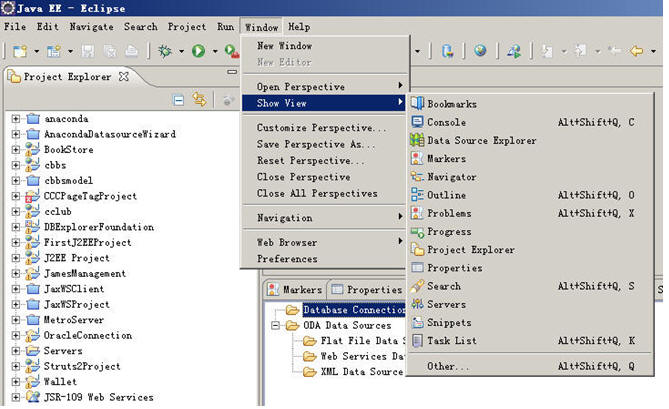 Java EE - Eclipse
File Edit Navigate Search Project Run Window Help
New Window
New Editor
Open Perspective
Show View
Customize Perspective...
Save Perspective As...
Reset Perspective...
Close Perspective
Close All Perspectives
Navigation
Web Browser
Preferences
Bookmarks
Console Alt+Shift+Q, C
Data Source Explorer
Markers
Navigator
Outline Alt+Shift+Q, O
Problems Alt+Shift+Q, X
Progress
Project Explorer
Properties
Search Alt+Shift+Q, S
Servers
Snippets
Task List Alt+Shift+Q, K
Other... Alt+Shift+Q, Q
Project Explorer
anaconda
AnacondaDatasourceWizard
BookStore
cbbs
cbbsmodel
CCCPageTagProject
cclub
DBExplorerFoundation
FirstJ2EEProject
J2EE Project
JamesManagement
JaxWSClient
JaxWSProject
MetroServer
OracleConnection
Servers
Struts2Project
Wallet
JSR-109 Web Services
Markers Properties
Database Connection
ODA Data Sources
Flat File Data S
Web Services Da
XML Data Source